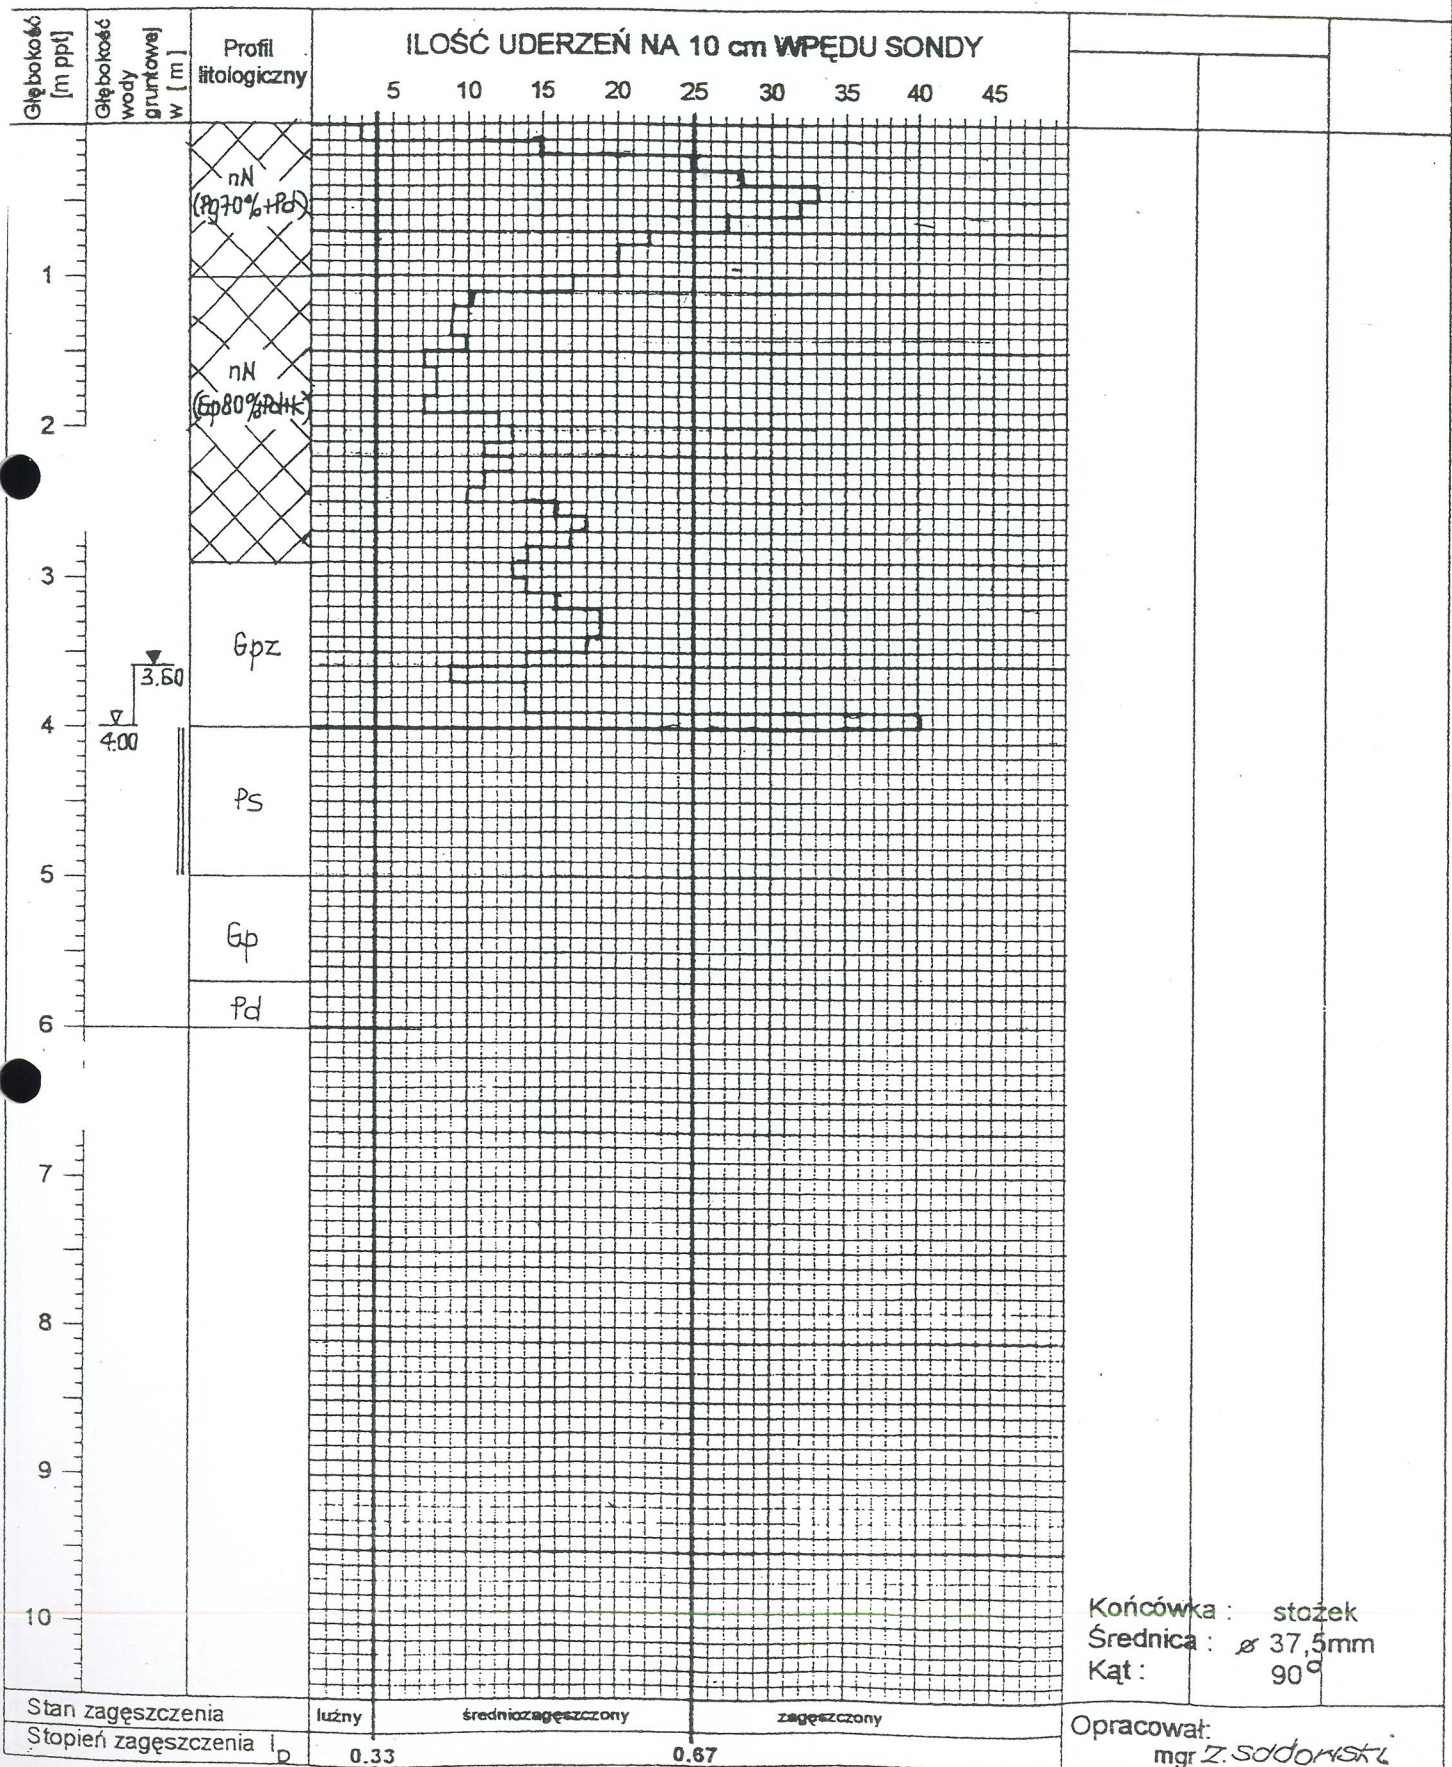 Głębokość
[m ppt]
Głębokość
wody
gruntowej
w [ m ]
Profil
litologiczny
ILOŚĆ UDERZEŃ NA 10 cm WPĘDU SONDY
5 10 15 20 25 30 35 40 45
nN
(Pg70%+Pd)
1
nN
(Gp80%+Pd+K)
2
3
Gpz
3.60
4
4.00
Ps
5
Gp
Pd
6
7
8
9
10
Końcówka : stożek
Średnica : ø 37,5mm
Kąt : 90°
Stan zagęszczenia
luźny średniozagęszczony zagęszczony
Stopień zagęszczenia I D
0.33 0.67
Opracował:
mgr Z. Sadowski